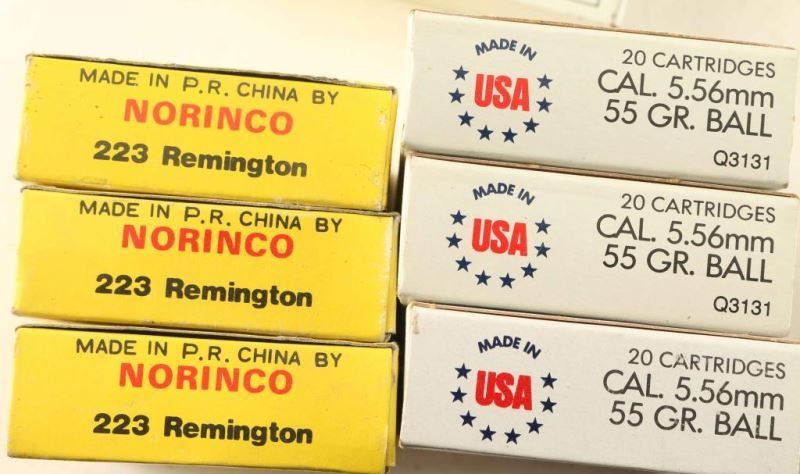 MADE IN P.R. CHINA BY
NORINCO
223 Remington
MADE IN P.R. CHINA BY
NORINCO
223 Remington
MADE IN P.R. CHINA BY
NORINCO
223 Remington
MADE IN
USA
20 CARTRIDGES
CAL. 5.56mm
55 GR. BALL
Q3131
MADE IN
USA
20 CARTRIDGES
CAL. 5.56mm
55 GR. BALL
Q3131
MADE IN
USA
20 CARTRIDGES
CAL. 5.56mm
55 GR. BALL